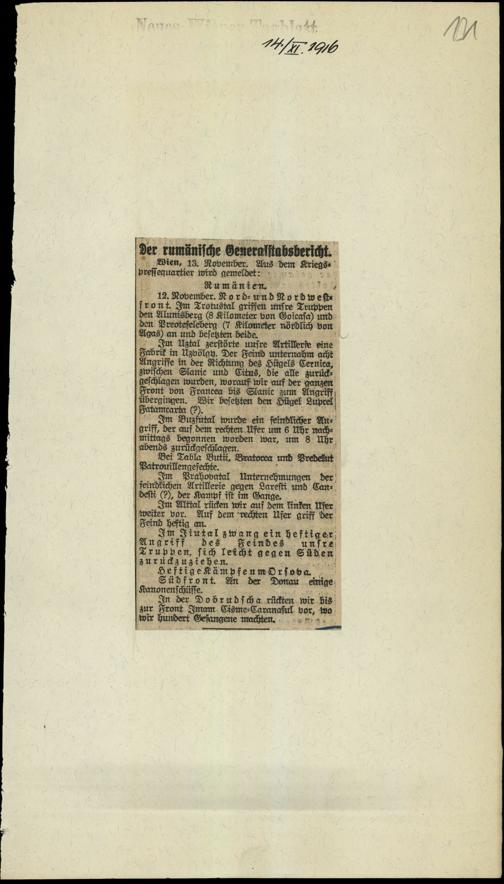 Neues Wiener Tagblatt
121
14/XI. 1916
Der rumänische Generalstabsbericht.
Wien, 13. November. Aus dem Kriegs-
pressequartier wird gemeldet:
Rumänien.
12. November. Nord- und Nordwest-
front. Im Trotustal griffen unsre Truppen
den Alunisberg (8 Kilometer von Goicasa) und
den Preotefeleberg (7 Kilometer nördlich von
Agas) an und besetzten beide.
Im Uztal zerstörte unsre Artillerie eine
Fabrik in Uzvölgy. Der Feind unternahm acht
Angriffe in der Richtung des Hügels Cernica,
zwischen Slanic und Citus, die alle zurück-
geschlagen wurden, worauf wir auf der ganzen
Front von Francea bis Slanic zum Angriff
übergingen. Wir besetzten den Hügel Lupcel
Fatamoarta (?).
Im Buzeutal wurde ein feindlicher An-
griff, der auf dem rechten Ufer um 6 Uhr nach-
mittags begonnen worden war, um 8 Uhr
abends zurückgeschlagen.
Bei Tabla Butii, Bratocea und Predelut
Patrouillengefechte.
Im Prahovatal Unternehmungen der
feindlichen Artillerie gegen Laresti und Can-
desti (?), der Kampf ist im Gange.
Im Alttal rücken wir auf dem linken Ufer
weiter vor. Auf dem rechten Ufer griff der
Feind heftig an.
Im Jiutal zwang ein heftiger
Angriff des Feindes unsre
Truppen, sich leicht gegen Süden
zurückzuziehen.
Heftige Kämpfe um Orsova.
Südfront. An der Donau einige
Kanonenschüsse.
In der Dobrudscha rückten wir bis
zur Front Imam Cisme-Caranasul vor, wo
wir hundert Gefangene machten.